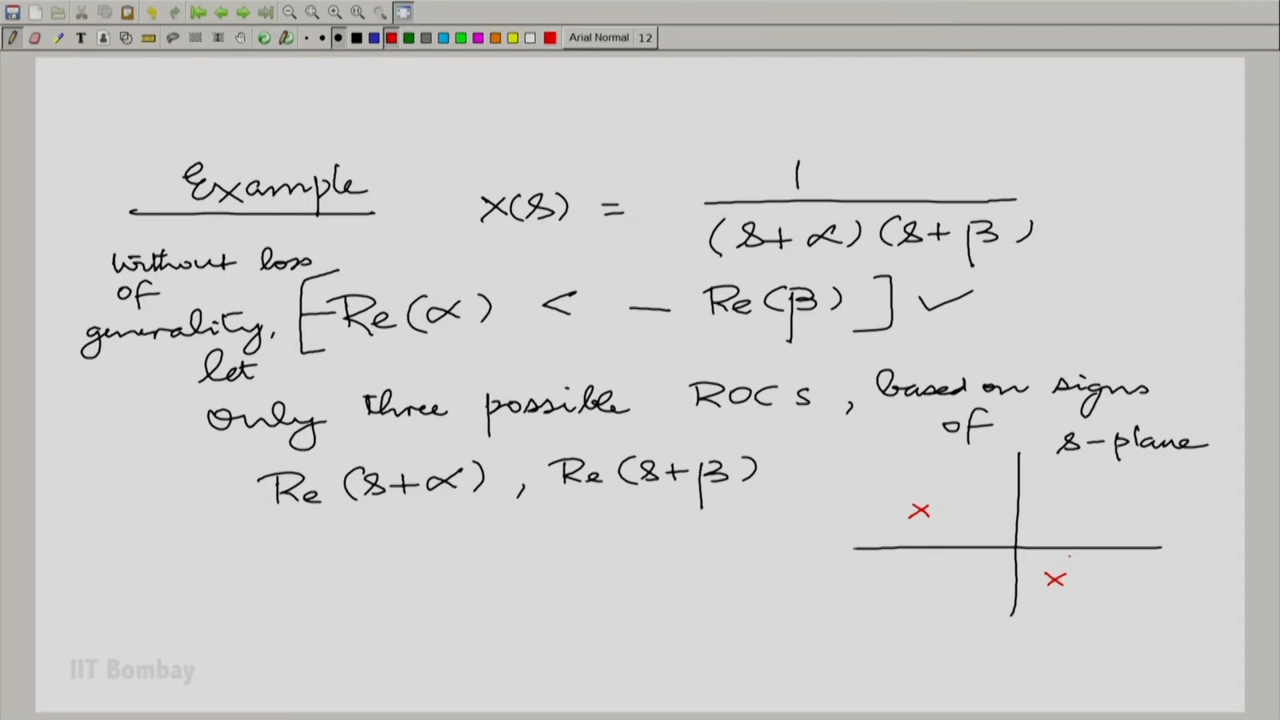 Arial Normal 12
Example X(s) = 1 / (s+α)(s+β)
without loss
of
generality, [-Re(α) < - Re(β)] ✓
let
only three possible ROCs, based on signs
of
s-plane
Re(s+α), Re(s+β)
×
×
IIT Bombay